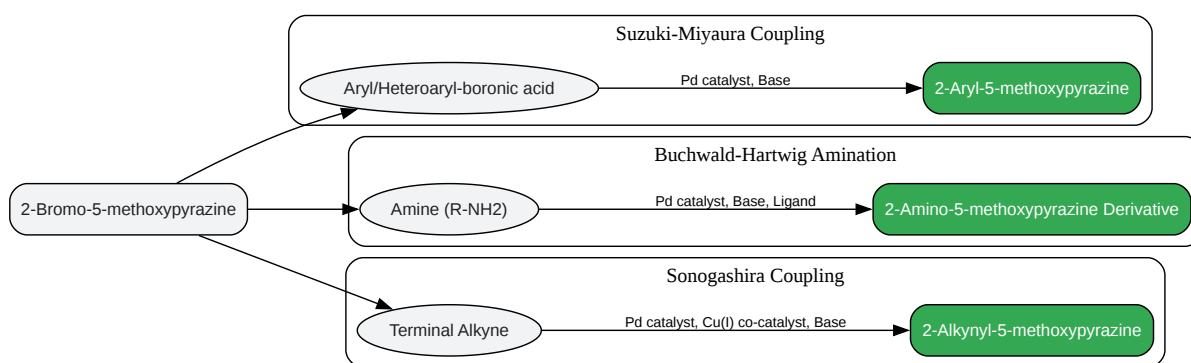 Suzuki-Miyaura Coupling
Aryl/Heteroaryl-boronic acid
Pd catalyst, Base
2-Aryl-5-methoxypyrazine
Buchwald-Hartwig Amination
2-Bromo-5-methoxypyrazine
Amine (R-NH2)
Pd catalyst, Base, Ligand
2-Amino-5-methoxypyrazine Derivative
Sonogashira Coupling
Terminal Alkyne
Pd catalyst, Cu(I) co-catalyst, Base
2-Alkynyl-5-methoxypyrazine